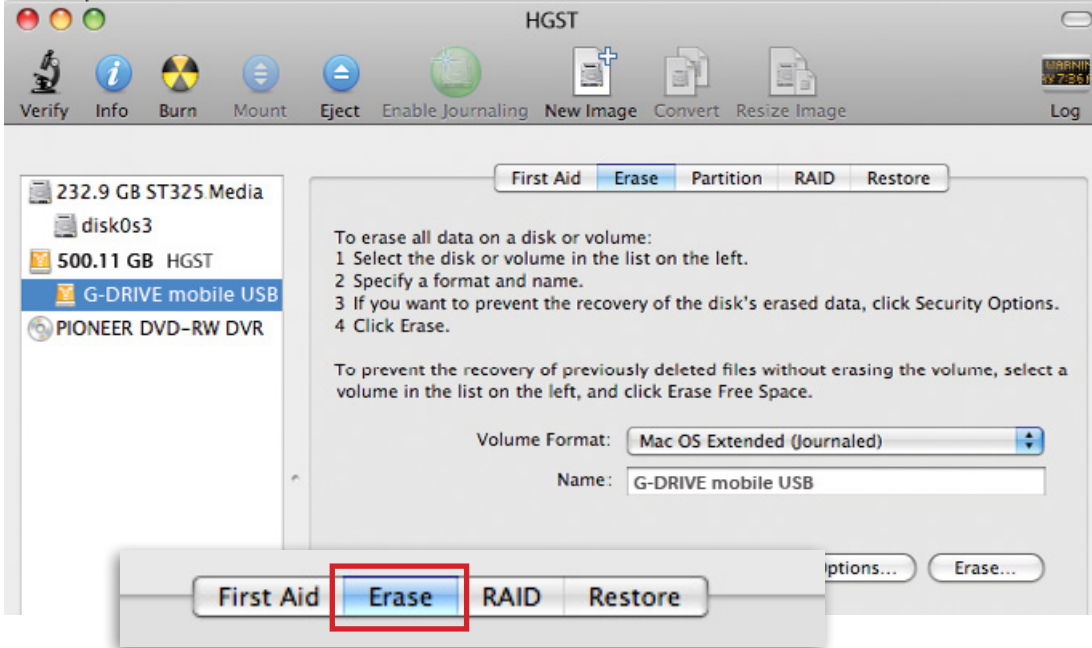 HGST
Verify Info Burn Mount Eject Enable Journaling New Image Convert Resize Image Log
First Aid Erase Partition RAID Restore
232.9 GB ST325.Media
disk0s3
500.11 GB HGST
G-DRIVE mobile USB
PIONEER DVD-RW DVR
To erase all data on a disk or volume:
1 Select the disk or volume in the list on the left.
2 Specify a format and name.
3 If you want to prevent the recovery of the disk's erased data, click Security Options.
4 Click Erase.
To prevent the recovery of previously deleted files without erasing the volume, select a
volume in the list on the left, and click Erase Free Space.
Volume Format: Mac OS Extended (Journaled)
Name: G-DRIVE mobile USB
Erase...
First Aid Erase RAID Restore